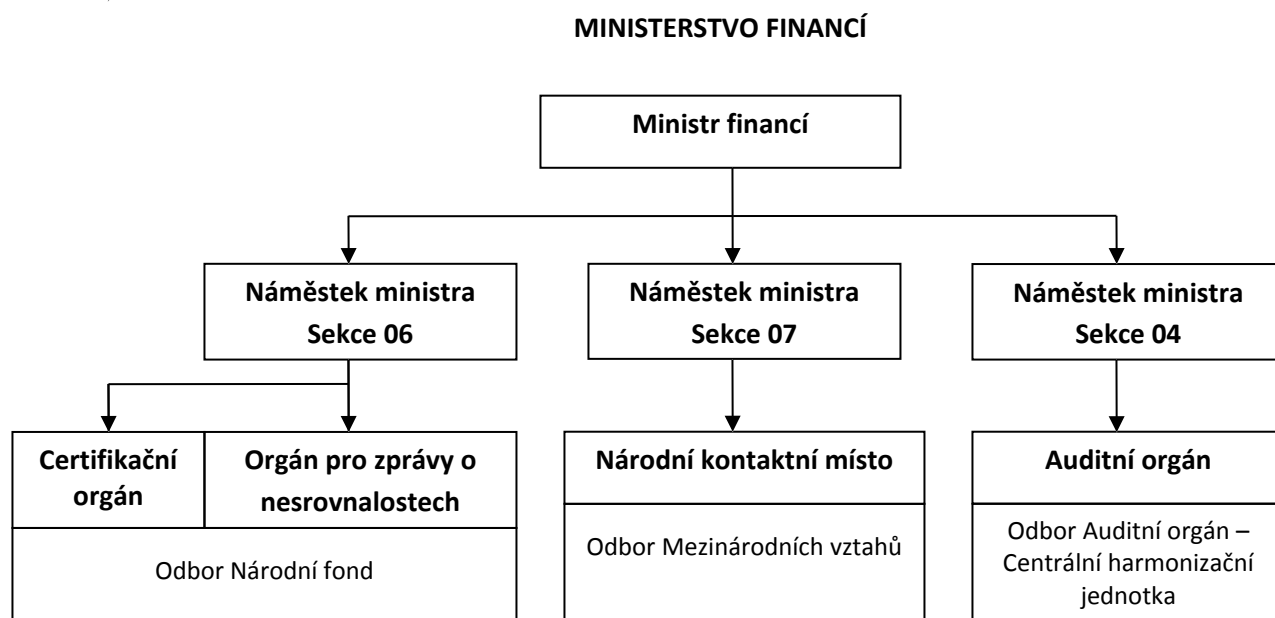 MINISTERSTVO FINANCÍ
Ministr financí
Náměstek ministra
Sekce 06
Náměstek ministra
Sekce 07
Náměstek ministra
Sekce 04
Certifikační
orgán
Orgán pro zprávy o
nesrovnalostech
Odbor Národní fond
Národní kontaktní místo
Odbor Mezinárodních vztahů
Auditní orgán
Odbor Auditní orgán –
Centrální harmonizační
jednotka